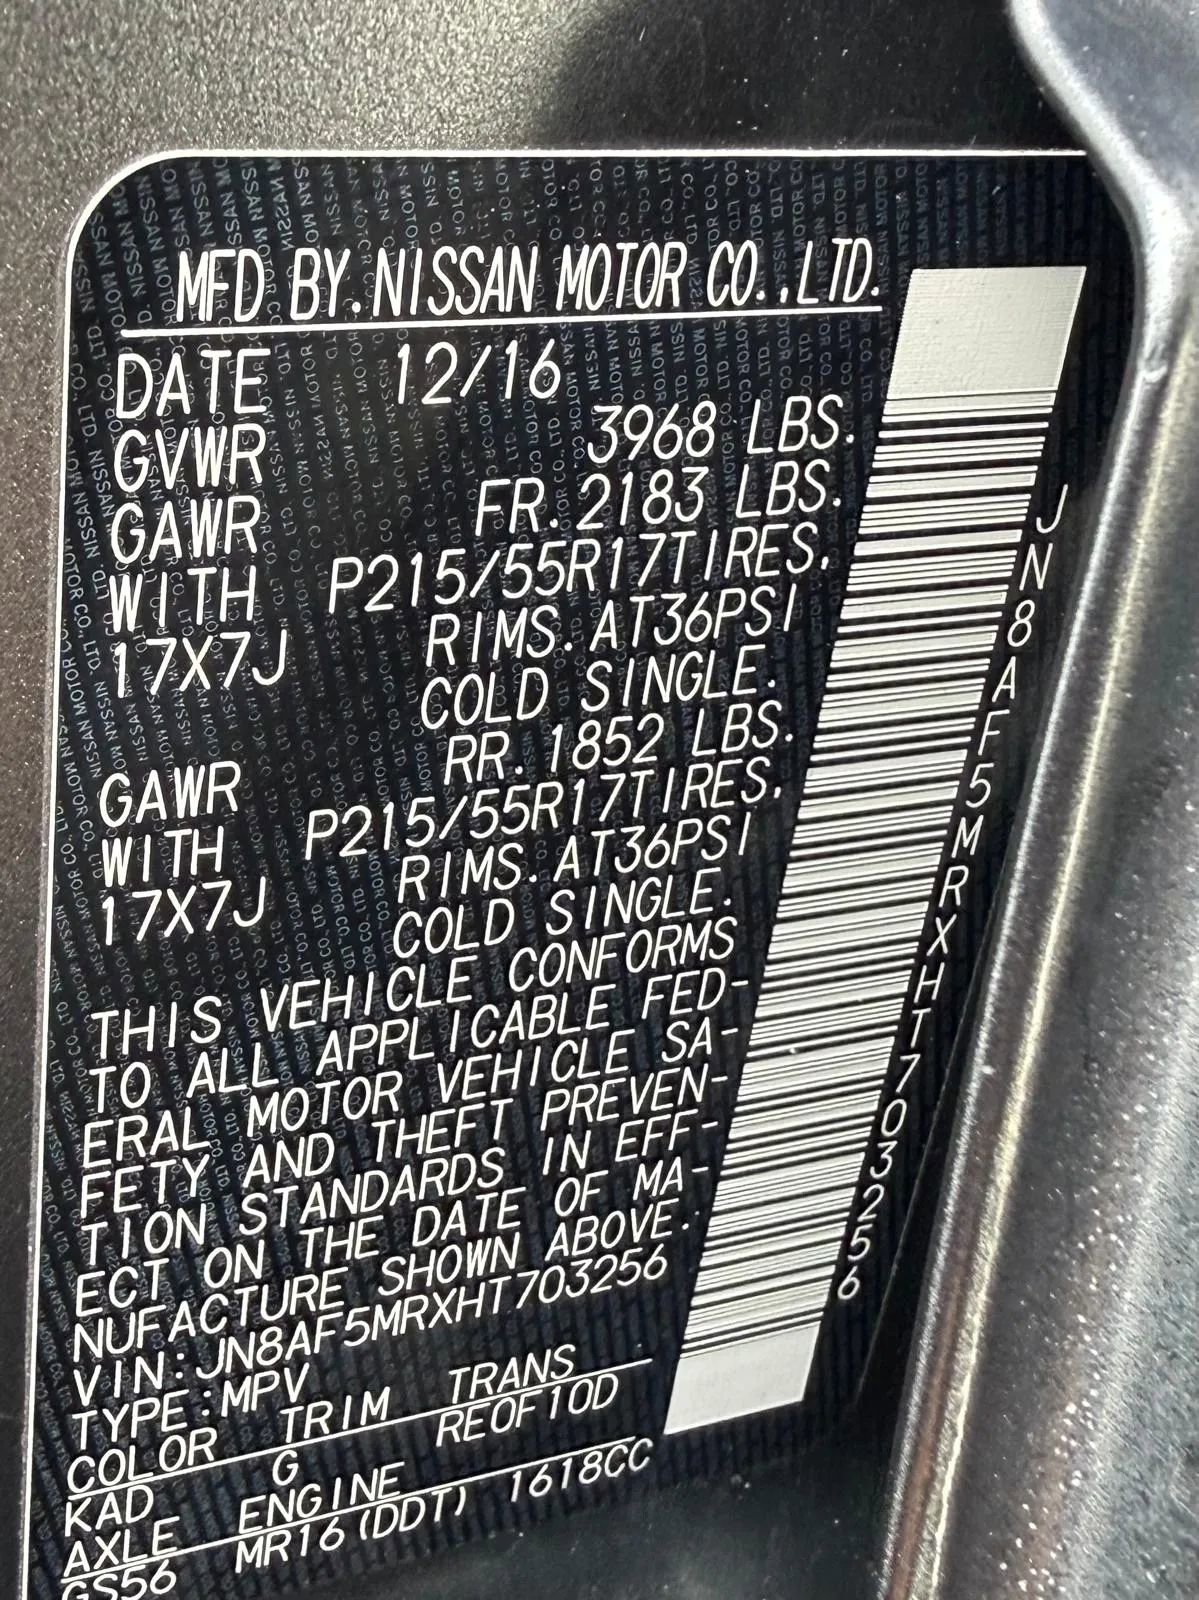 MFD BY. NISSAN MOTOR CO.,LTD.
DATE 12/16
GVWR 3968 LBS.
GAWR FR. 2183 LBS.
WITH P215/55R17TIRES.
17X7J RIMS. AT36PSI
COLD SINGLE.
GAWR RR. 1852 LBS.
WITH P215/55R17TIRES.
17X7J RIMS. AT36PSI
COLD SINGLE.
THIS VEHICLE CONFORMS
TO ALL APPLICABLE FED-
ERAL MOTOR VEHICLE SA-
FETY AND THEFT PREVEN-
TION STANDARDS IN EFF-
ECT ON THE DATE OF MA-
NUFACTURE SHOWN ABOVE.
VIN:JN8AF5MRXHT703256
TYPE:MPV
COLOR TRIM TRANS
KAD G RE0F10D
AXLE ENGINE
GS56 MR16(DDT) 1618CC
JN8AF5MRXHT703256